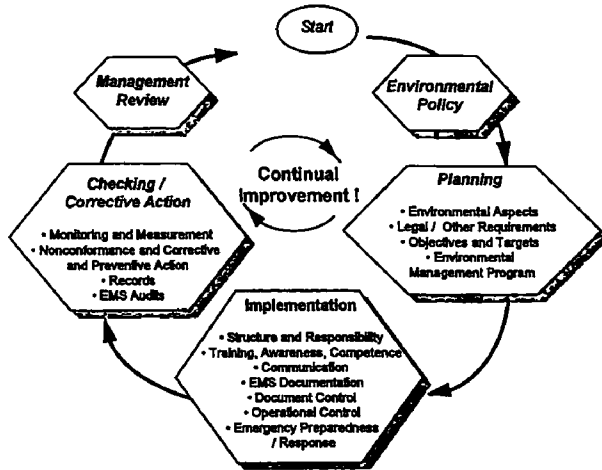 Start
Environmental
Policy
Planning
• Environmental Aspects
• Legal / Other Requirements
• Objectives and Targets
• Environmental
Management Program
Implementation
• Structure and Responsibility
• Training, Awareness, Competence
• Communication
• EMS Documentation
• Document Control
• Operational Control
• Emergency Preparedness
/ Response
Checking /
Corrective Action
• Monitoring and Measurement
• Nonconformance and Corrective
and Preventive Action
• Records
• EMS Audits
Management
Review
Continual
Improvement !